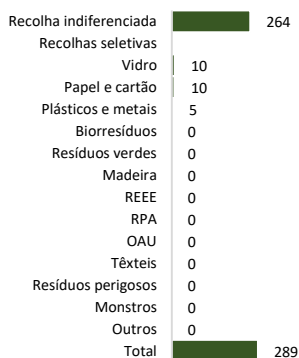 Recolha indiferenciada 264
Recolhas seletivas
Vidro 10
Papel e cartão 10
Plásticos e metais 5
Biorresíduos 0
Resíduos verdes 0
Madeira 0
REEE 0
RPA 0
OAU 0
Têxteis 0
Resíduos perigosos 0
Monstros 0
Outros 0
Total 289